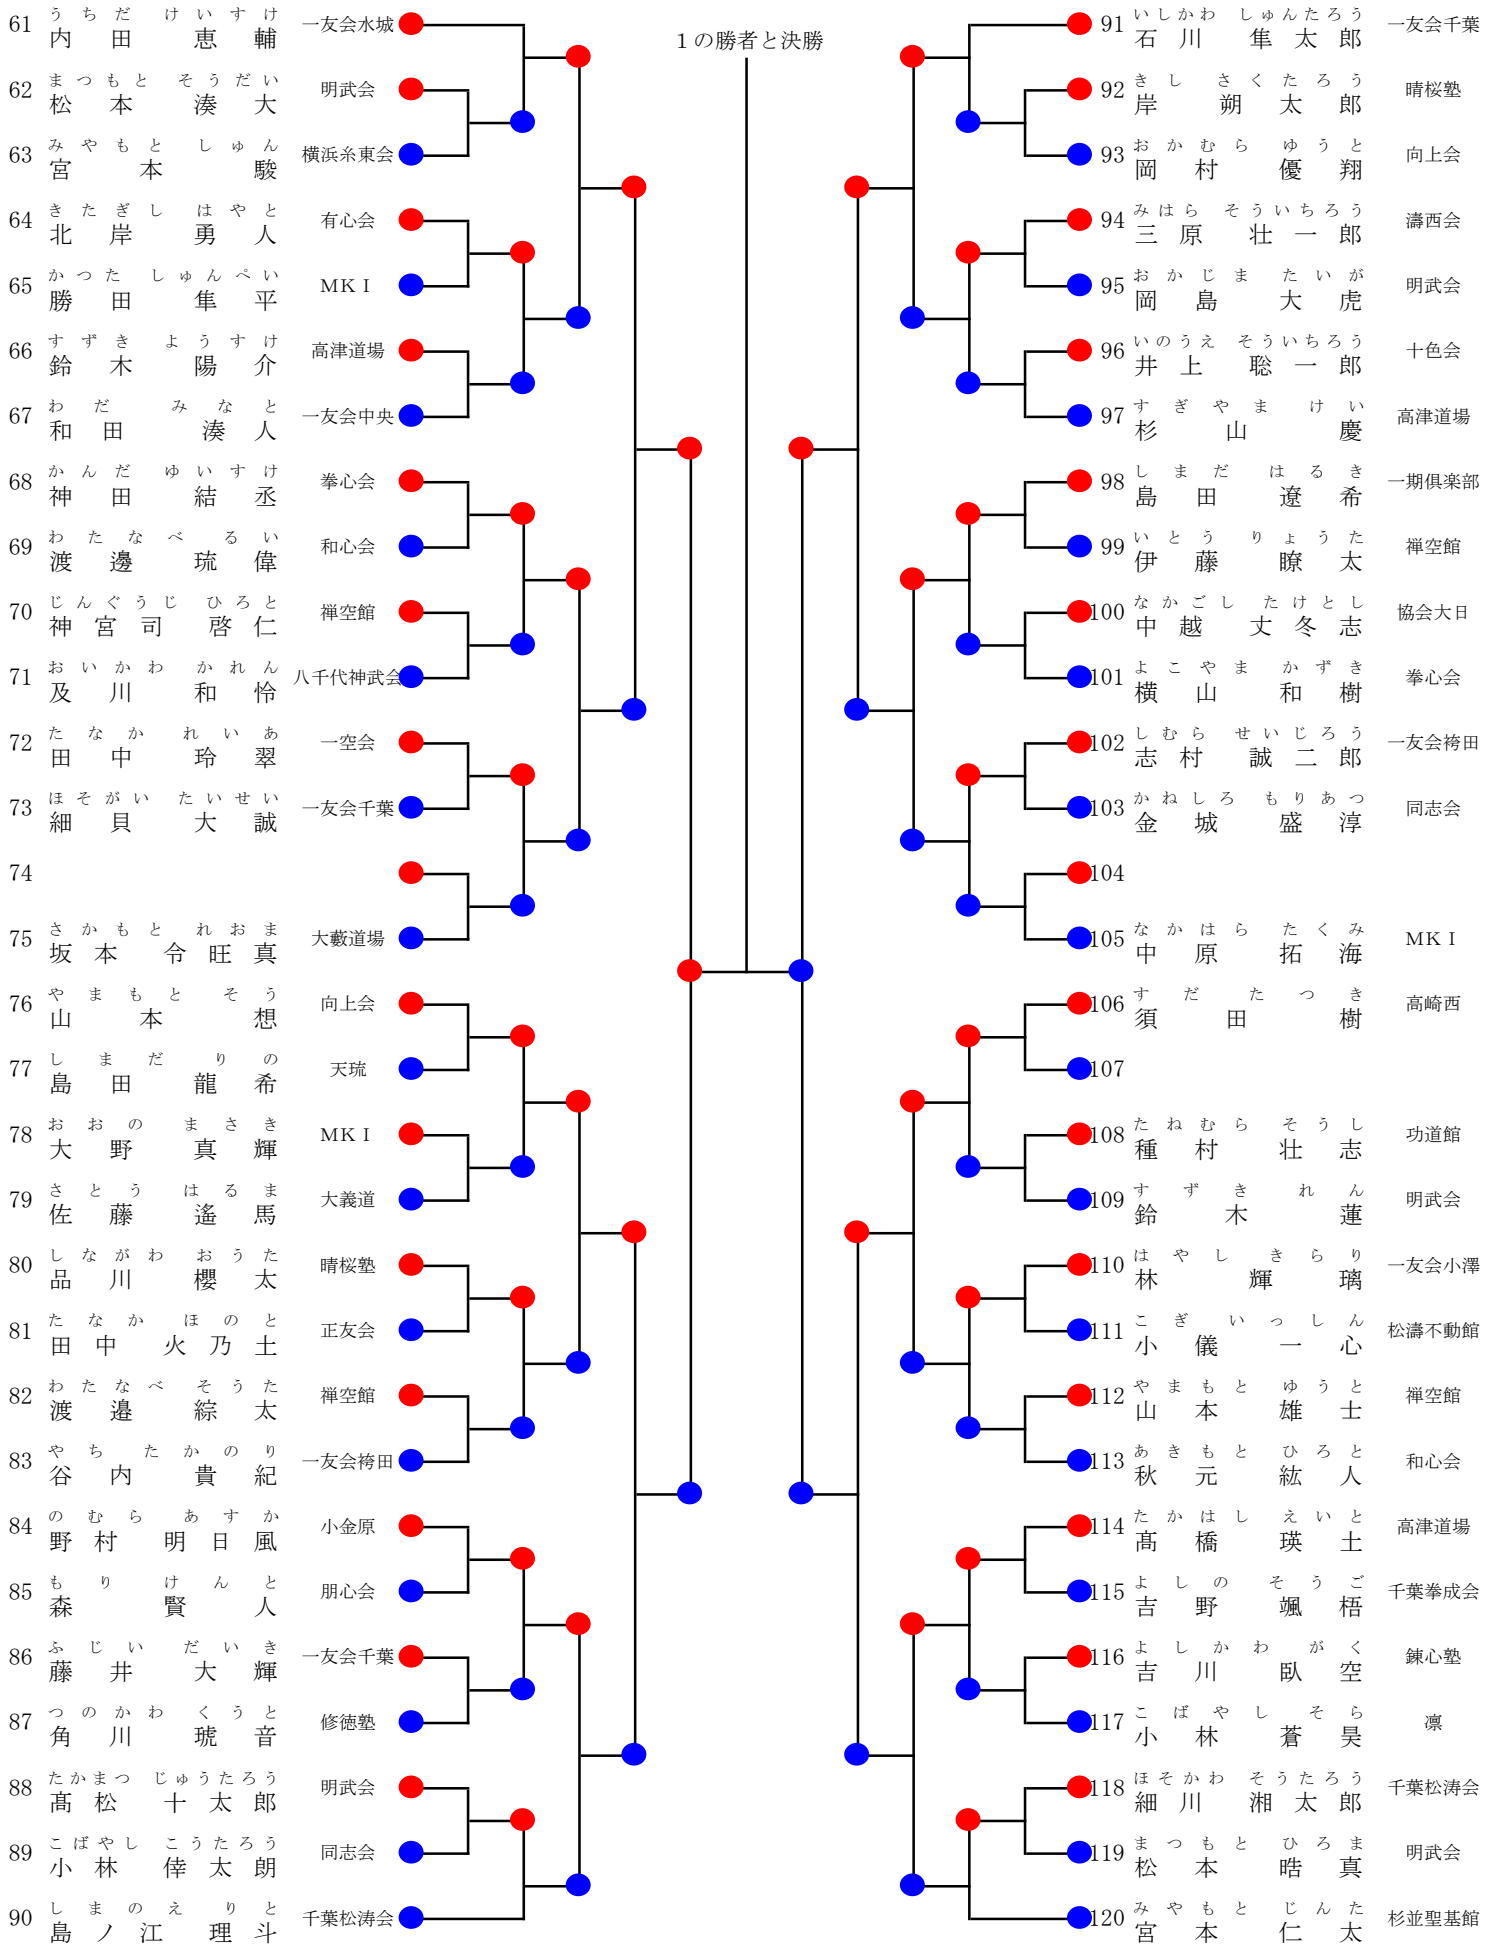 1の勝者と決勝
うちだ けいすけ
61 内田 恵輔 一友会水城
まつもと そうだい
62 松本 湊大 明武会
みやもと しゅん
63 宮本 駿 横浜糸東会
きたぎし はやと
64 北岸 勇人 有心会
かつた しゅんぺい
65 勝田 隼平 MKI
すずき ようすけ
66 鈴木 陽介 高津道場
わだ みなと
67 和田 湊人 一友会中央
かんだ ゆいすけ
68 神田 結丞 拳心会
わたなべ るい
69 渡邊 琉偉 和心会
じんぐうじ ひろと
70 神宮司 啓仁 禅空館
おいかわ かれん
71 及川 和怜 八千代神武会
たなか れいあ
72 田中 玲翠 一空会
ほそがい たいせい
73 細貝 大誠 一友会千葉
74
さかもと れおま
75 坂本 令旺真 大藪道場
やまもと そう
76 山本 想 向上会
しまだ りの
77 島田 龍希 天琉
おおの まさき
78 大野 真輝 MKI
さとう はるま
79 佐藤 遙馬 大義道
しながわ おうた
80 品川 櫻太 晴桜塾
たなか ほのと
81 田中 火乃土 正友会
わたなべ そうた
82 渡邉 綜太 禅空館
やち たかのり
83 谷内 貴紀 一友会袴田
のむら あすか
84 野村 明日風 小金原
もり けんと
85 森 賢人 朋心会
ふじい だいき
86 藤井 大輝 一友会千葉
つのかわ くうと
87 角川 琥音 修徳塾
たかまつ じゅうたろう
88 髙松 十太郎 明武会
こばやし こうたろう
89 小林 倖太朗 同志会
しまのえ りと
90 島ノ江 理斗 千葉松涛会
いしかわ しゅんたろう
91 石川 隼太郎 一友会千葉
きし さくたろう
92 岸 朔太郎 晴桜塾
おかむら ゆうと
93 岡村 優翔 向上会
みはら そういちろう
94 三原 壮一郎 濤西会
おかじま たいが
95 岡島 大虎 明武会
いのうえ そういちろう
96 井上 聡一郎 十色会
すぎやま けい
97 杉山 慶 高津道場
しまだ はるき
98 島田 遼希 一期倶楽部
いとう りょうた
99 伊藤 瞭太 禅空館
なかごし たけとし
100 中越 丈冬志 協会大日
よこやま かずき
101 横山 和樹 拳心会
しむら せいじろう
102 志村 誠二郎 一友会袴田
かねしろ もりあつ
103 金城 盛淳 同志会
104
なかはら たくみ
105 中原 拓海 MKI
すだ たつき
106 須田 樹 高崎西
107
たねむら そうし
108 種村 壮志 功道館
すずき れん
109 鈴木 蓮 明武会
はやし きらり
110 林 輝璃 一友会小澤
こぎ いっしん
111 小儀 一心 松濤不動館
やまもと ゆうと
112 山本 雄士 禅空館
あきもと ひろと
113 秋元 紘人 和心会
たかはし えいと
114 髙橋 瑛士 高津道場
よしの そうご
115 吉野 颯悟 千葉拳成会
よしかわ がく
116 吉川 臥空 錬心塾
こばやし そら
117 小林 蒼昊 凛
ほそかわ そうたろう
118 細川 湘太郎 千葉松涛会
まつもと ひろま
119 松本 晧真 明武会
みやもと じんた
120 宮本 仁太 杉並聖基館